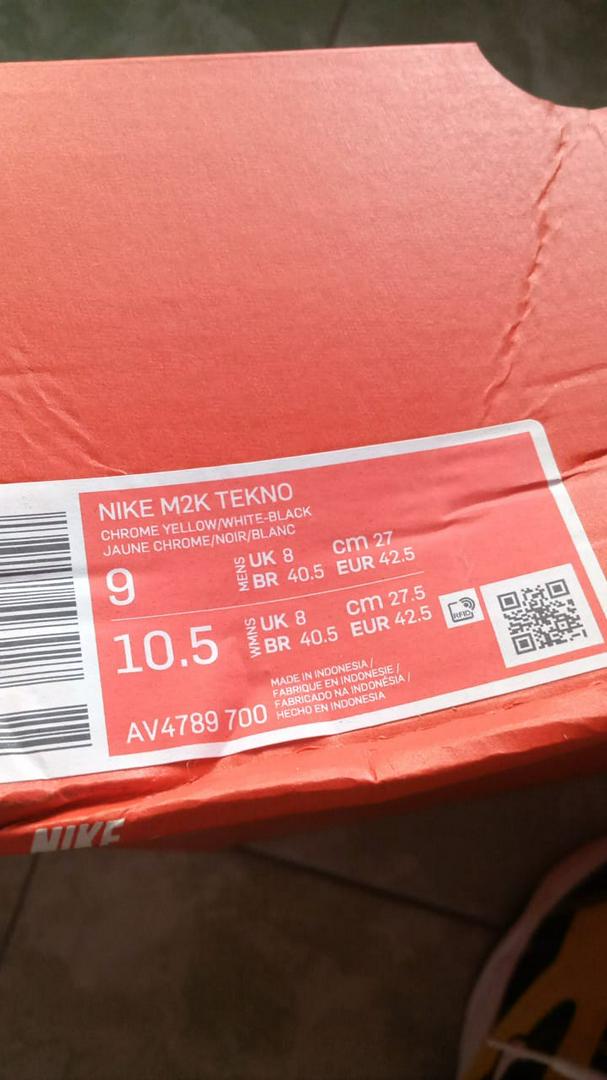 NIKE M2K TEKNO
CHROME YELLOW/WHITE-BLACK
JAUNE CHROME/NOIR/BLANC
9 MENS UK 8 cm 27
BR 40.5 EUR 42.5
10.5 WMNS UK 8 cm 27.5
BR 40.5 EUR 42.5
RFID
MADE IN INDONESIA /
FABRIQUE EN INDONESIE /
FABRICADO NA INDONÉSIA /
HECHO EN INDONESIA
AV4789 700
NIKE